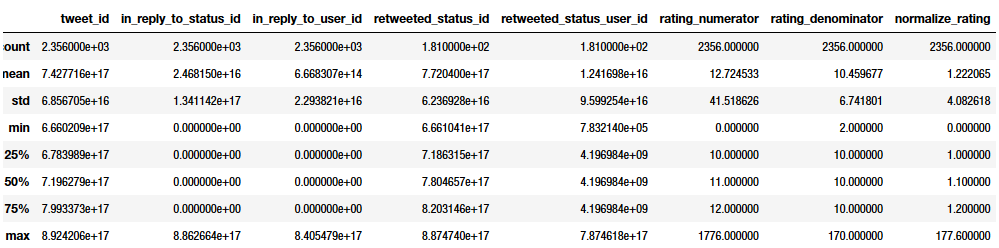 tweet_id in_reply_to_status_id in_reply_to_user_id retweeted_status_id retweeted_status_user_id rating_numerator rating_denominator normalize_rating
count 2.356000e+03 2.356000e+03 2.356000e+03 1.810000e+02 1.810000e+02 2356.000000 2356.000000 2356.000000
mean 7.427716e+17 2.468150e+16 6.668307e+14 7.720400e+17 1.241698e+16 12.724533 10.459677 1.222065
std 6.856705e+16 1.341142e+17 2.293821e+16 6.236928e+16 9.599254e+16 41.518626 6.741801 4.082618
min 6.660209e+17 0.000000e+00 0.000000e+00 6.661041e+17 7.832140e+05 0.000000 2.000000 0.000000
25% 6.783989e+17 0.000000e+00 0.000000e+00 7.186315e+17 4.196984e+09 10.000000 10.000000 1.000000
50% 7.196279e+17 0.000000e+00 0.000000e+00 7.804657e+17 4.196984e+09 11.000000 10.000000 1.100000
75% 7.993373e+17 0.000000e+00 0.000000e+00 8.203146e+17 4.196984e+09 12.000000 10.000000 1.200000
max 8.924206e+17 8.862664e+17 8.405479e+17 8.874740e+17 7.874618e+17 1776.000000 170.000000 177.600000